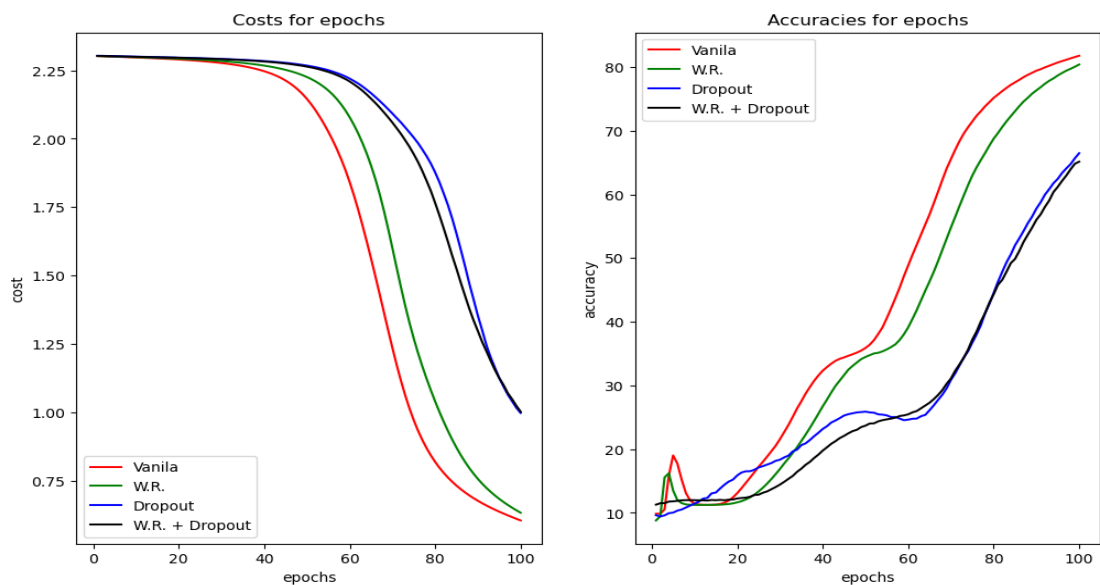 Costs for epochs
2.25
2.00
1.75
1.50
1.25
1.00
0.75
cost
Vanila
W.R.
Dropout
W.R. + Dropout
0 20 40 60 80 100
epochs
Accuracies for epochs
Vanila
W.R.
Dropout
W.R. + Dropout
80
70
60
50
40
30
20
10
accuracy
0 20 40 60 80 100
epochs